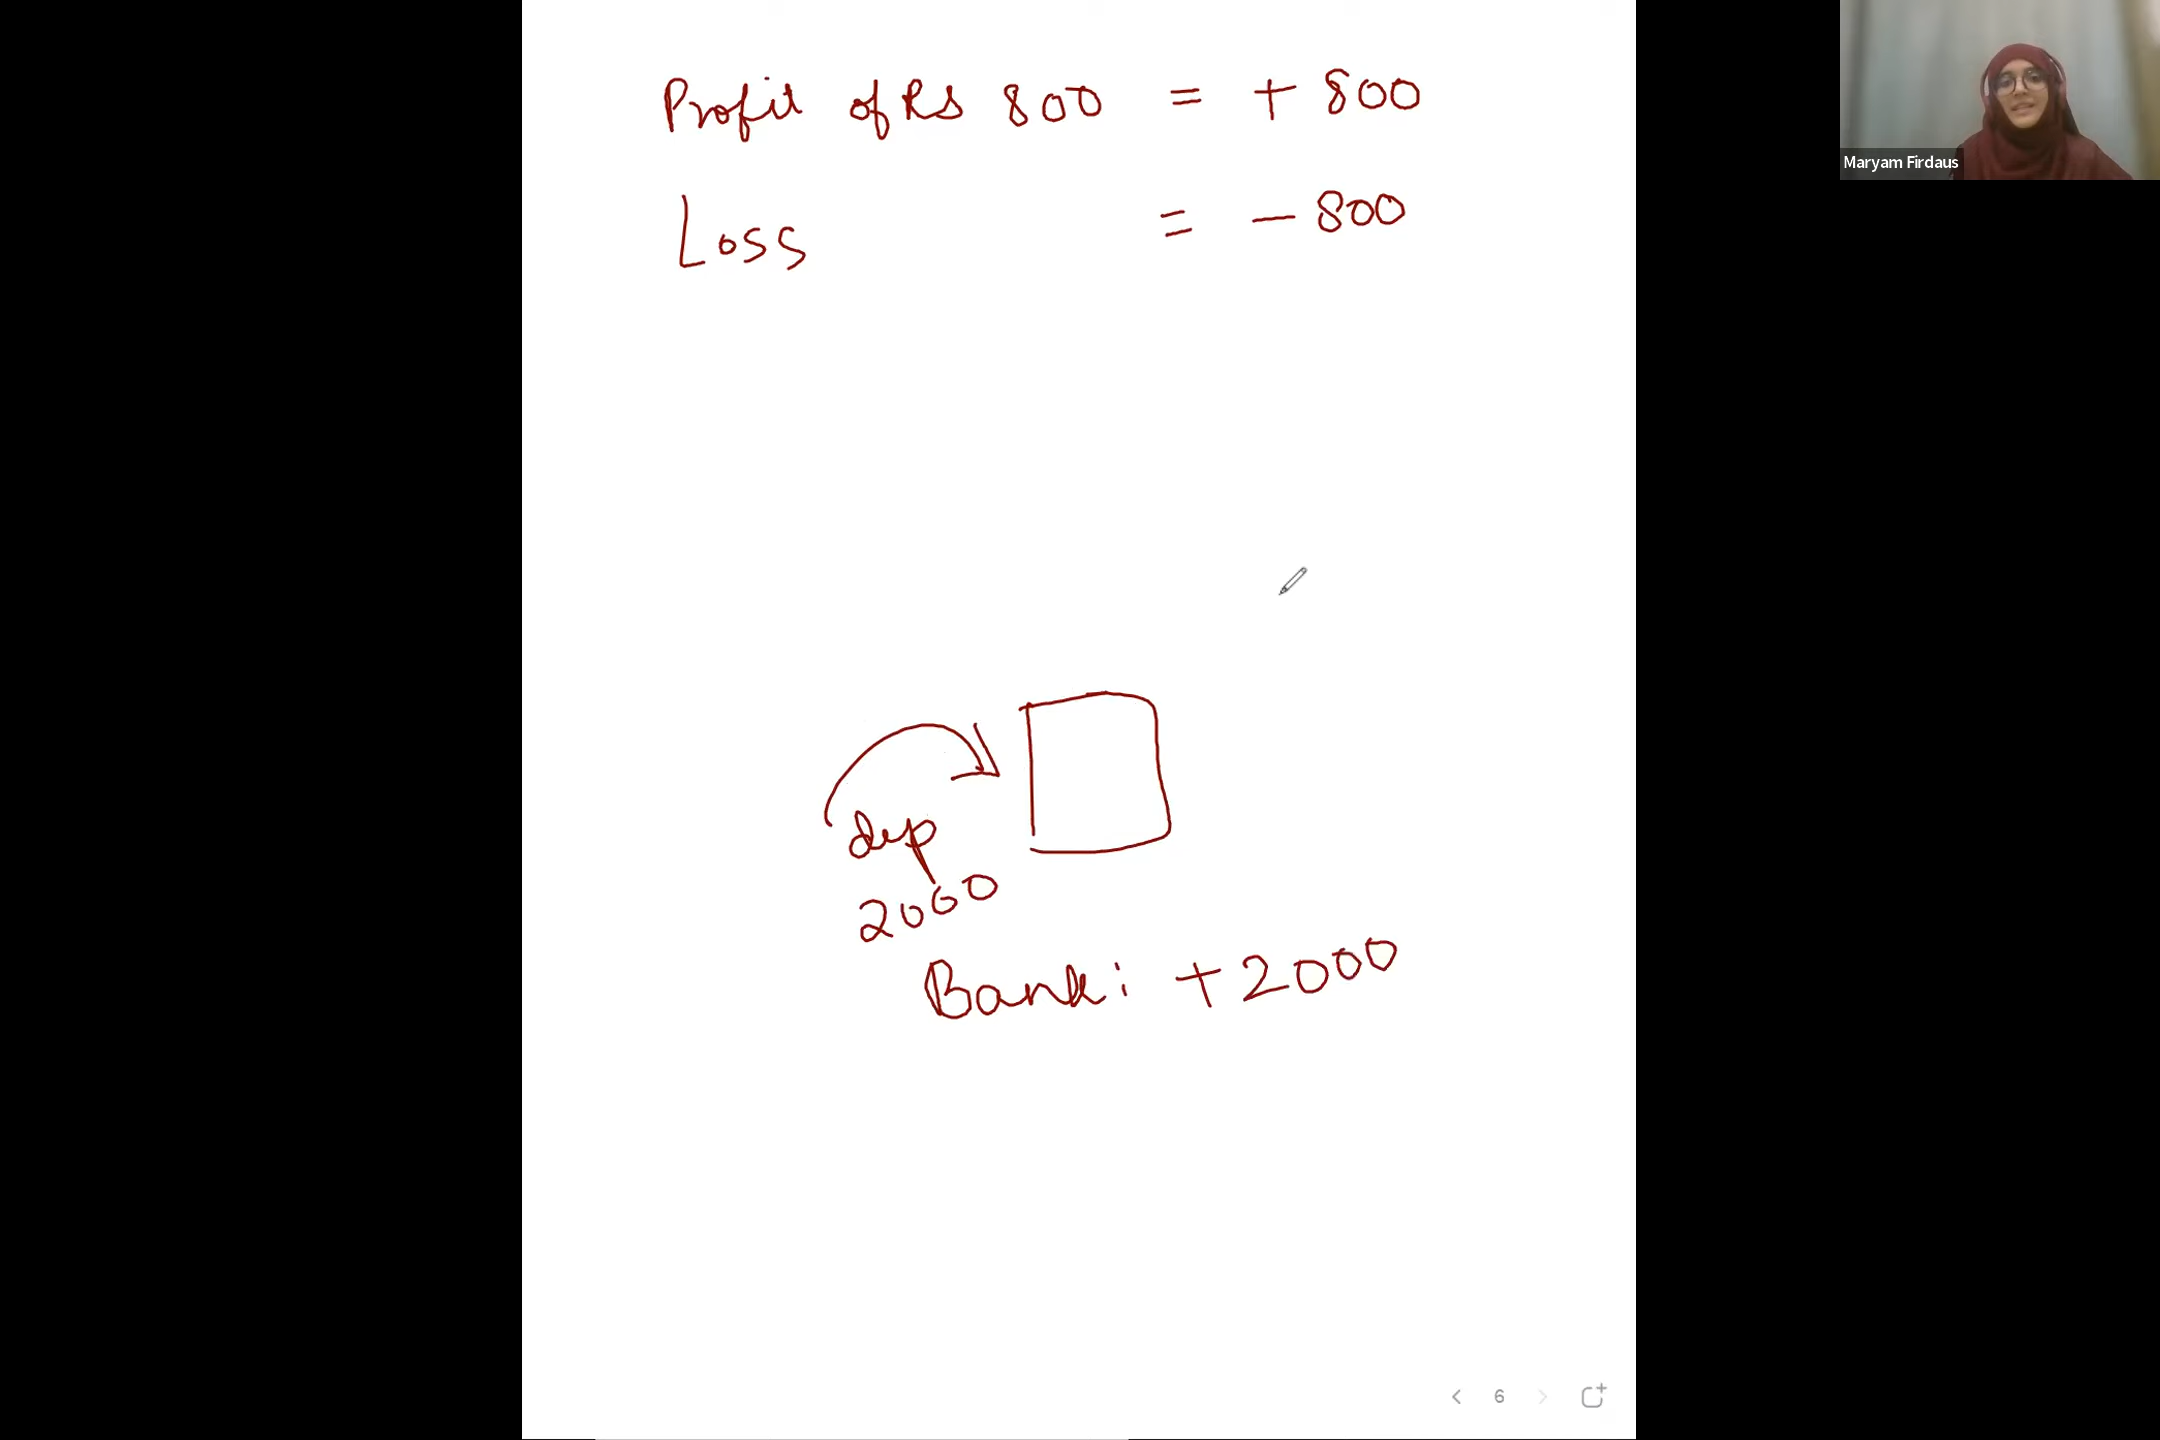 Profit of Rs 800 = + 800
Maryam Firdaus
Loss = - 800
dep
2000
Bank: +2000
6